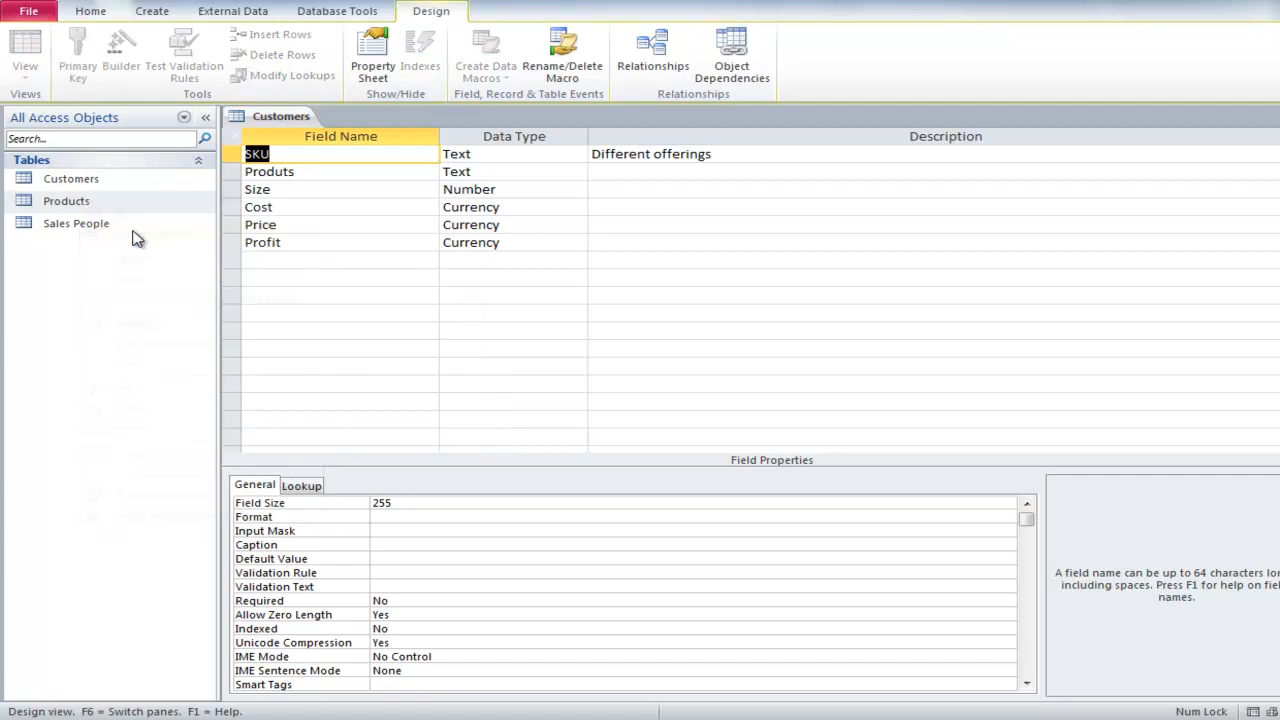 File Home Create External Data Database Tools Design
View
Views
Primary Key
Builder
Test Validation Rules
Insert Rows
Delete Rows
Modify Lookups
Tools
Property Sheet
Indexes
Show/Hide
Create Data Macros
Rename/Delete Macro
Field, Record & Table Events
Relationships
Object Dependencies
Relationships
All Access Objects
Search...
Tables
Customers
Products
Sales People
Customers
Field Name Data Type Description
SKU Text Different offerings
Produts Text
Size Number
Cost Currency
Price Currency
Profit Currency
Field Properties
General Lookup
Field Size 255
Format
Input Mask
Caption
Default Value
Validation Rule
Validation Text
Required No
Allow Zero Length Yes
Indexed No
Unicode Compression Yes
IME Mode No Control
IME Sentence Mode None
Smart Tags
A field name can be up to 64 characters
including spaces. Press F1 for help on
names.
Design view. F6 = Switch panes. F1 = Help.
Num Lock